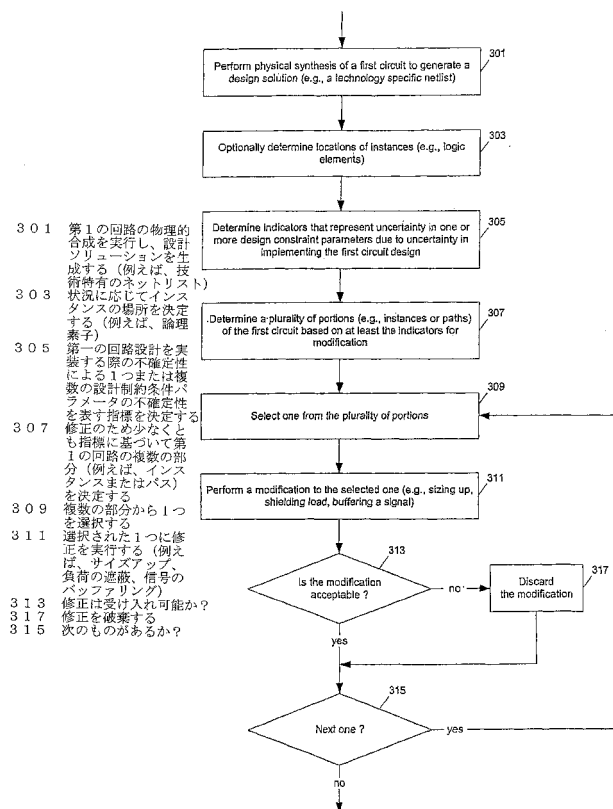 301
Perform physical synthesis of a first circuit to generate a
design solution (e.g., a technology specific netlist)
303
Optionally determine locations of instances (e.g., logic
elements)
305
Determine indicators that represent uncertainty in one or
more design constraint parameters due to uncertainty in
implementing the first circuit design
307
Determine a plurality of portions (e.g., instances or paths)
of the first circuit based on at least the indicators for
modification
309
Select one from the plurality of portions
311
Perform a modification to the selected one (e.g., sizing up,
shielding load, buffering a signal)
313
Is the modification
acceptable ?
no
317
Discard
the modification
yes
315
Next one ?
yes
no
301 第1の回路の物理的
合成を実行し、設計
ソリューションを生
成する（例えば、技
術特有のネットリスト）
303 状況に応じてインス
タンスの場所を決定
する（例えば、論理
素子）
305 第一の回路設計を実
装する際の不確定性
による1つまたは複
数の設計制約条件パ
ラメータの不確定性
を表す指標を決定する
307 修正のため少なくと
も指標に基づいて第
1の回路の複数の部
分（例えば、インス
タンスまたはパス）
を決定する
309 複数の部分から1つ
を選択する
311 選択された1つに修
正を実行する（例え
ば、サイズアップ、
負荷の遮蔽、信号の
バッファリング）
313 修正は受け入れ可能か？
317 修正を破棄する
315 次のものがあるか？